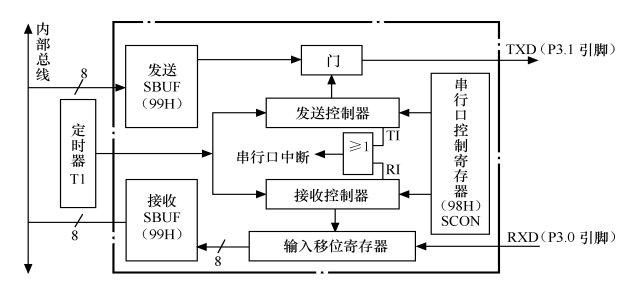 内部总线
8
发送
SBUF
(99H)
门
TXD(P3.1 引脚)
定时器T1
发送控制器
TI
串行口中断
≥1
RI
接收控制器
串行口控制寄存器
(98H)
SCON
接收
SBUF
(99H)
8
8
输入移位寄存器
RXD(P3.0 引脚)